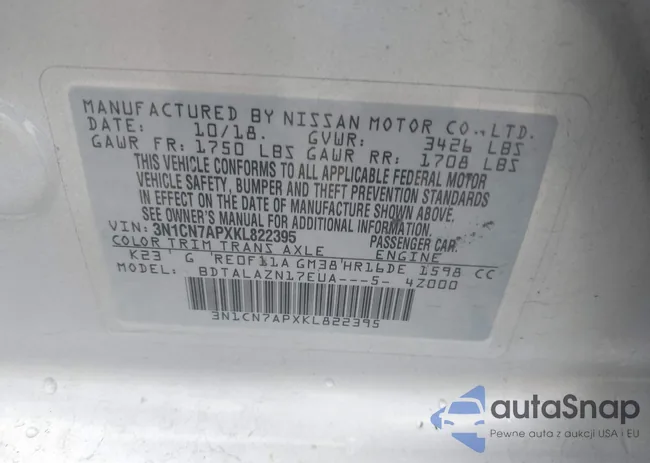 MANUFACTURED BY NISSAN MOTOR CO., LTD.
DATE: 10/18. GVWR: 3426 LBS
GAWR FR: 1750 LBS GAWR RR: 1708 LBS
THIS VEHICLE CONFORMS TO ALL APPLICABLE FEDERAL MOTOR
VEHICLE SAFETY, BUMPER AND THEFT PREVENTION STANDARDS
IN EFFECT ON THE DATE OF MANUFACTURE SHOWN ABOVE.
SEE OWNER'S MANUAL FOR ADDITIONAL INFORMATION.
VIN: 3N1CN7APXKL822395 PASSENGER CAR
COLOR TRIM TRANS AXLE ENGINE
K23 G RE0F11A GM38 HR16DE 1598 CC
MODEL: BDTALAZN17EUA---5- 4Z000
3N1CN7APXKL822395
autoSnap
Pewne auta z aukcji USA i EU